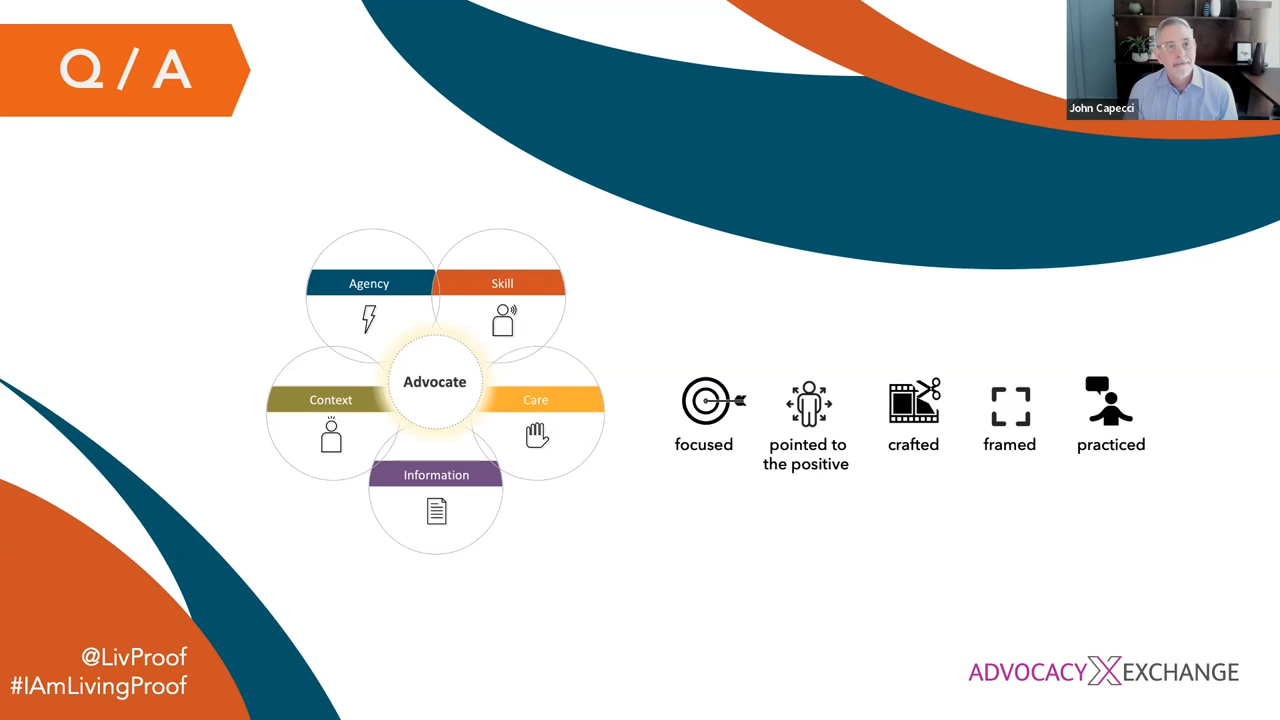 Q / A
John Capecci
Agency
Skill
Advocate
Context
Care
Information
focused
pointed to
the positive
crafted
framed
practiced
@LivProof
#IAmLivingProof
ADVOCACY X EXCHANGE